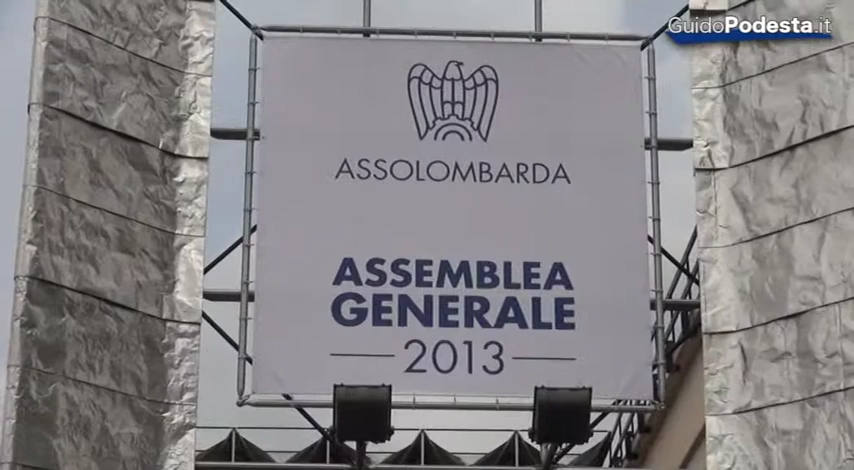 GuidoPodesta.it
ASSOLOMBARDA
ASSEMBLEA
GENERALE
2013